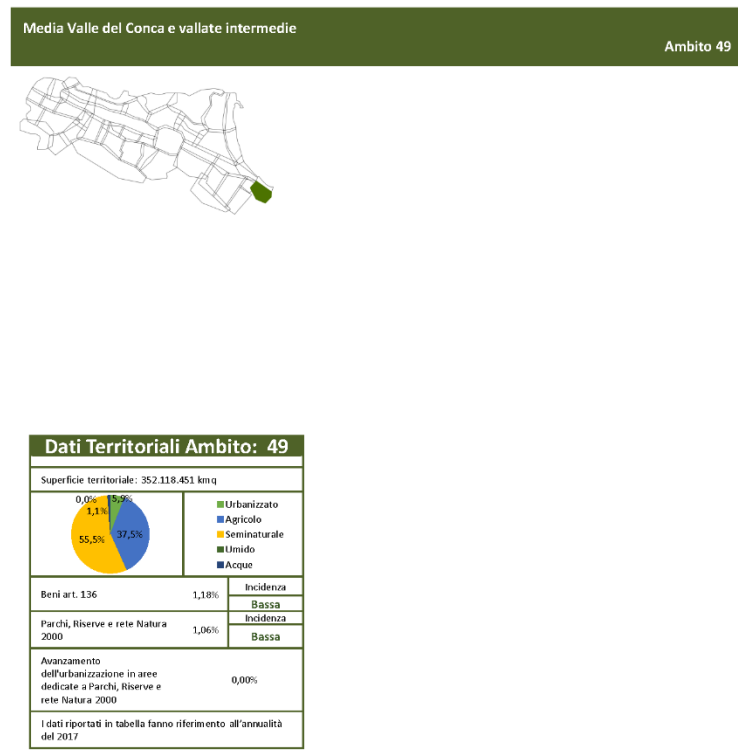 Media Valle del Conca e vallate intermedie
Ambito 49
Dati Territoriali Ambito: 49
Superficie territoriale: 352.118.451 kmq
0,0%
5,9%
1,1%
55,5%
37,5%
Urbanizzato
Agricolo
Seminaturale
Umido
Acque
Beni art. 136
1,18%
Incidenza
Bassa
Parchi, Riserve e rete Natura
2000
1,06%
Incidenza
Bassa
Avanzamento
dell'urbanizzazione in aree
dedicate a Parchi, Riserve e
rete Natura 2000
0,00%
I dati riportati in tabella fanno riferimento all'annualità
del 2017